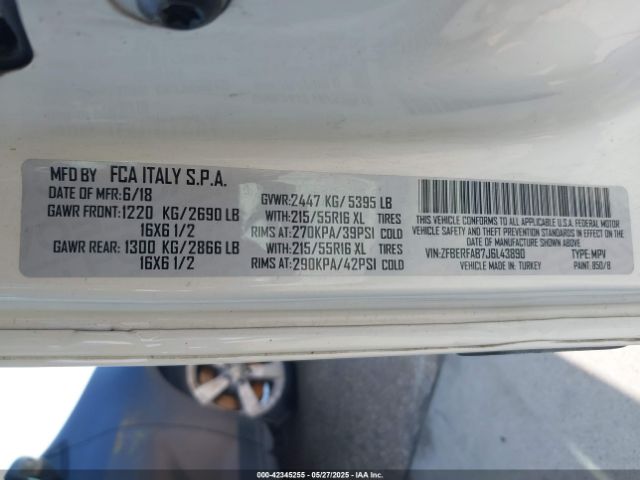 MFD BY FCA ITALY S.P.A.
DATE OF MFR:6/18
GVWR:2447 KG/5395 LB
GAWR FRONT:1220 KG/2690 LB
WITH:215/55R16 XL TIRES
16X6 1/2
RIMS AT:270KPA/39PSI COLD
GAWR REAR:1300 KG/2866 LB
WITH:215/55R16 XL TIRES
16X6 1/2
RIMS AT:290KPA/42PSI COLD
THIS VEHICLE CONFORMS TO ALL APPLICABLE U.S.A. FEDERAL MOTOR
VEHICLE SAFETY AND THEFT PREVENTION STANDARDS IN EFFECT ON THE
DATE OF MANUFACTURE SHOWN ABOVE.
MADE IN: TURKEY
TYPE:MPV
VIN:ZFBERFAB7J6L43890
PAINT: 850/8
00-42345255 - 05/27/2025 - © IAA, Inc.